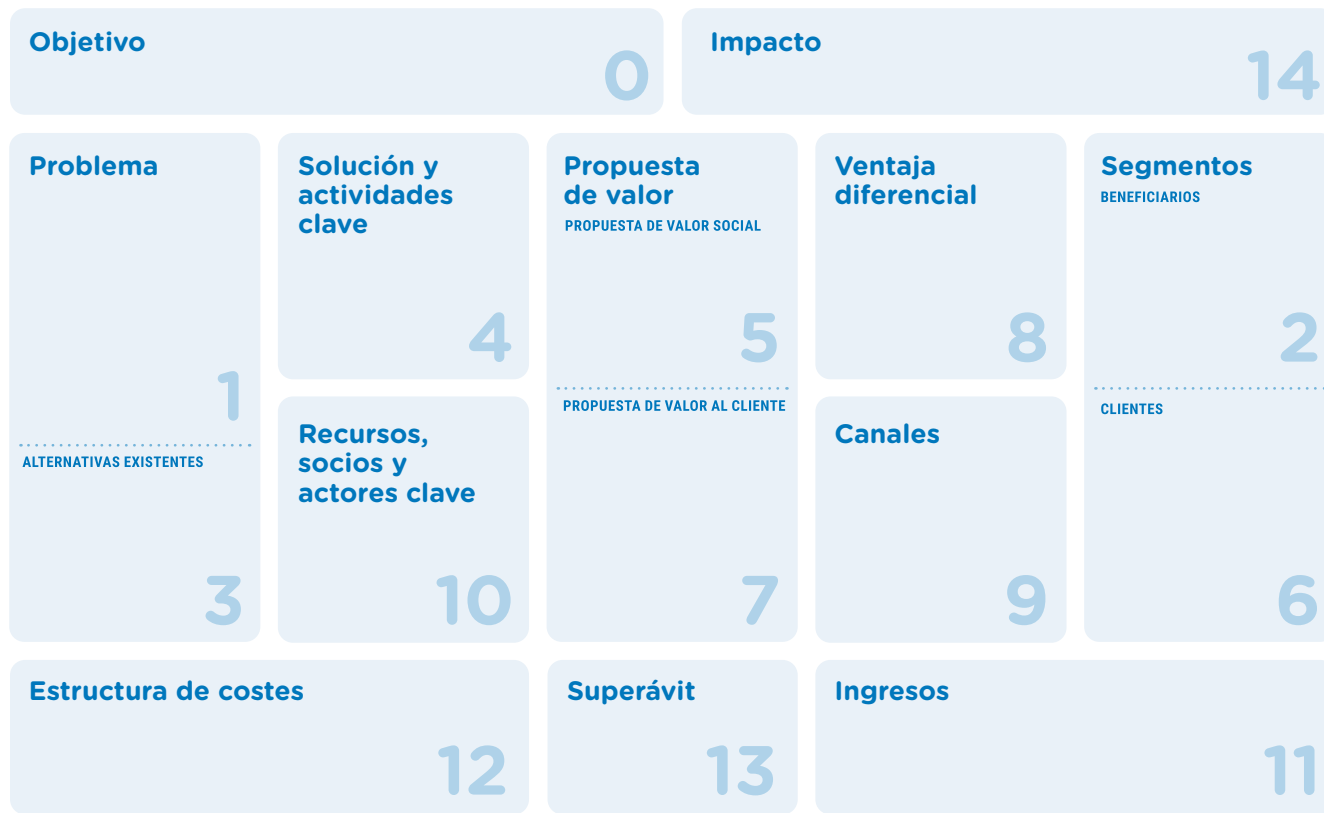 Objetivo
0
Impacto
14
Problema
1
ALTERNATIVAS EXISTENTES
3
Solución y
actividades
clave
4
Recursos,
socios y
actores clave
10
Propuesta
de valor
PROPUESTA DE VALOR SOCIAL
5
PROPUESTA DE VALOR AL CLIENTE
7
Ventaja
diferencial
8
Canales
9
Segmentos
BENEFICIARIOS
2
CLIENTES
6
Estructura de costes
12
Superávit
13
Ingresos
11